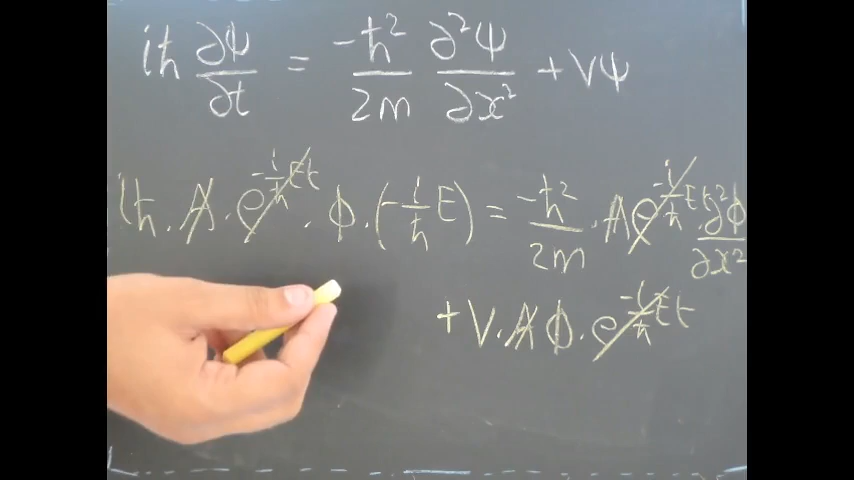 iħ ∂ψ/∂t = -ħ²/2m ∂²ψ/∂x² + Vψ
iħ . A . e^(-i/ħ Et) . ϕ . (-i/ħ E) = -ħ²/2m . A e^(-i/ħ Et) . ∂²ϕ/∂x²
+ V . A ϕ . e^(-i/ħ Et)